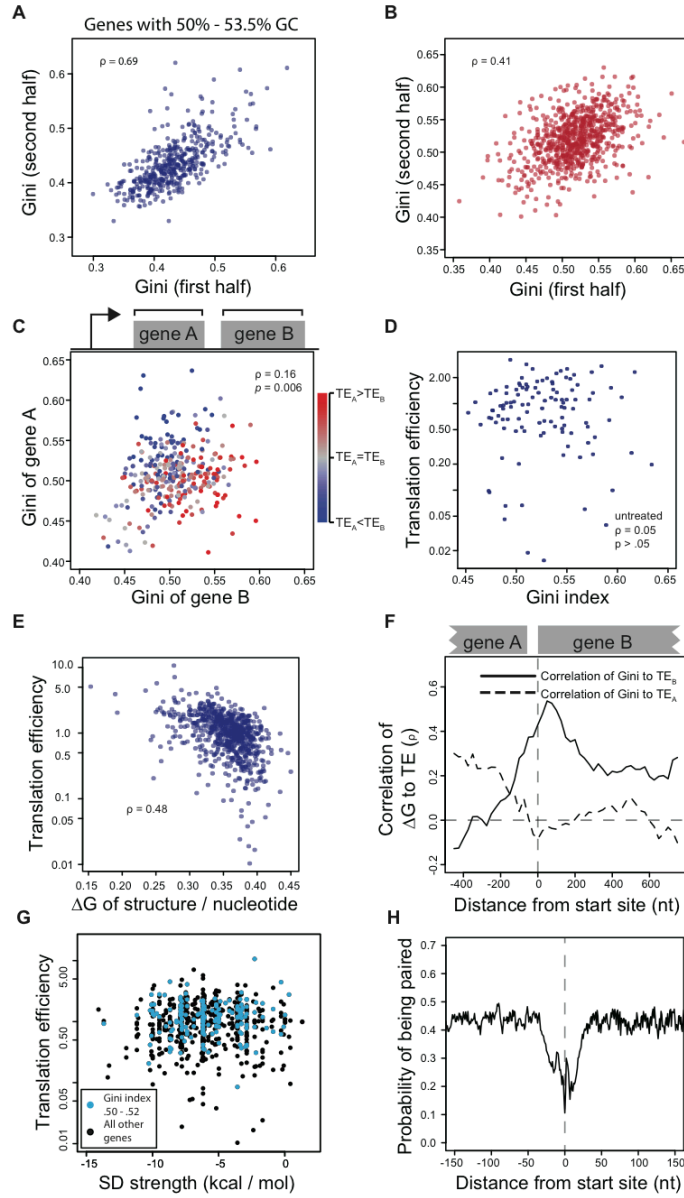 A
Genes with 50% - 53.5% GC
ρ = 0.69
Gini (second half)
0.6
0.5
0.4
0.3
0.3
0.4
0.5
0.6
Gini (first half)
B
ρ = 0.41
Gini (second half)
0.65
0.60
0.55
0.50
0.45
0.40
0.35
0.35
0.40
0.45
0.50
0.55
0.60
0.65
Gini (first half)
C
gene A
gene B
ρ = 0.16
p = 0.006
Gini of gene A
0.65
0.60
0.55
0.50
0.45
0.40
0.40
0.45
0.50
0.55
0.60
0.65
Gini of gene B
TEA>TEB
TEA=TEB
TEA<TEB
D
Translation efficiency
2.00
0.50
0.20
0.05
0.02
untreated
ρ = 0.05
p > .05
0.45
0.50
0.55
0.60
0.65
Gini index
E
Translation efficiency
10.0
5.0
1.0
0.5
0.1
0.05
0.01
ρ = 0.48
0.15
0.20
0.25
0.30
0.35
0.40
0.45
ΔG of structure / nucleotide
F
gene A
gene B
Correlation of Gini to TEB
Correlation of Gini to TEA
Correlation of
ΔG to TE (ρ)
0.6
0.4
0.2
0.0
-0.2
-400
-200
0
200
400
600
Distance from start site (nt)
G
Translation efficiency
5.00
0.50
0.05
0.01
Gini index
.50 - .52
All other
genes
-15
-10
-5
0
SD strength (kcal / mol)
H
Probability of being paired
0.7
0.6
0.5
0.4
0.3
0.2
0.1
0.0
-150
-100
-50
0
50
100
150
Distance from start site (nt)